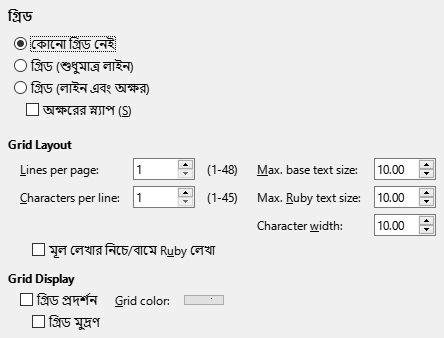 গ্রিড
কোনো গ্রিড নেই
গ্রিড (শুধুমাত্র লাইন)
গ্রিড (লাইন এবং অক্ষর)
অক্ষরের স্ন্যাপ (S)
Grid Layout
Lines per page: 1 (1-48) Max. base text size: 10.00
Characters per line: 1 (1-45) Max. Ruby text size: 10.00
Character width: 10.00
মূল লেখার নিচে/বামে Ruby লেখা
Grid Display
গ্রিড প্রদর্শন Grid color:
গ্রিড মুদ্রণ